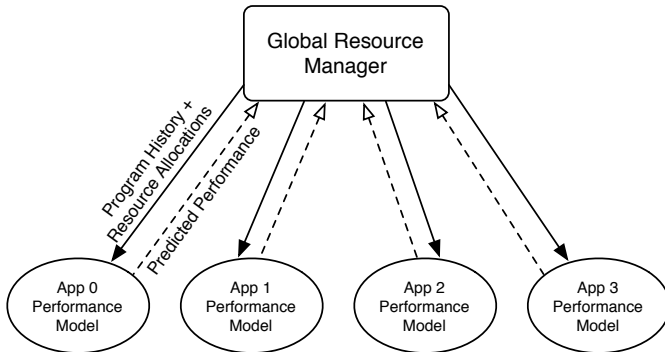 Global Resource
Manager
Program History +
Resource Allocations
Predicted Performance
App 0
Performance
Model
App 1
Performance
Model
App 2
Performance
Model
App 3
Performance
Model